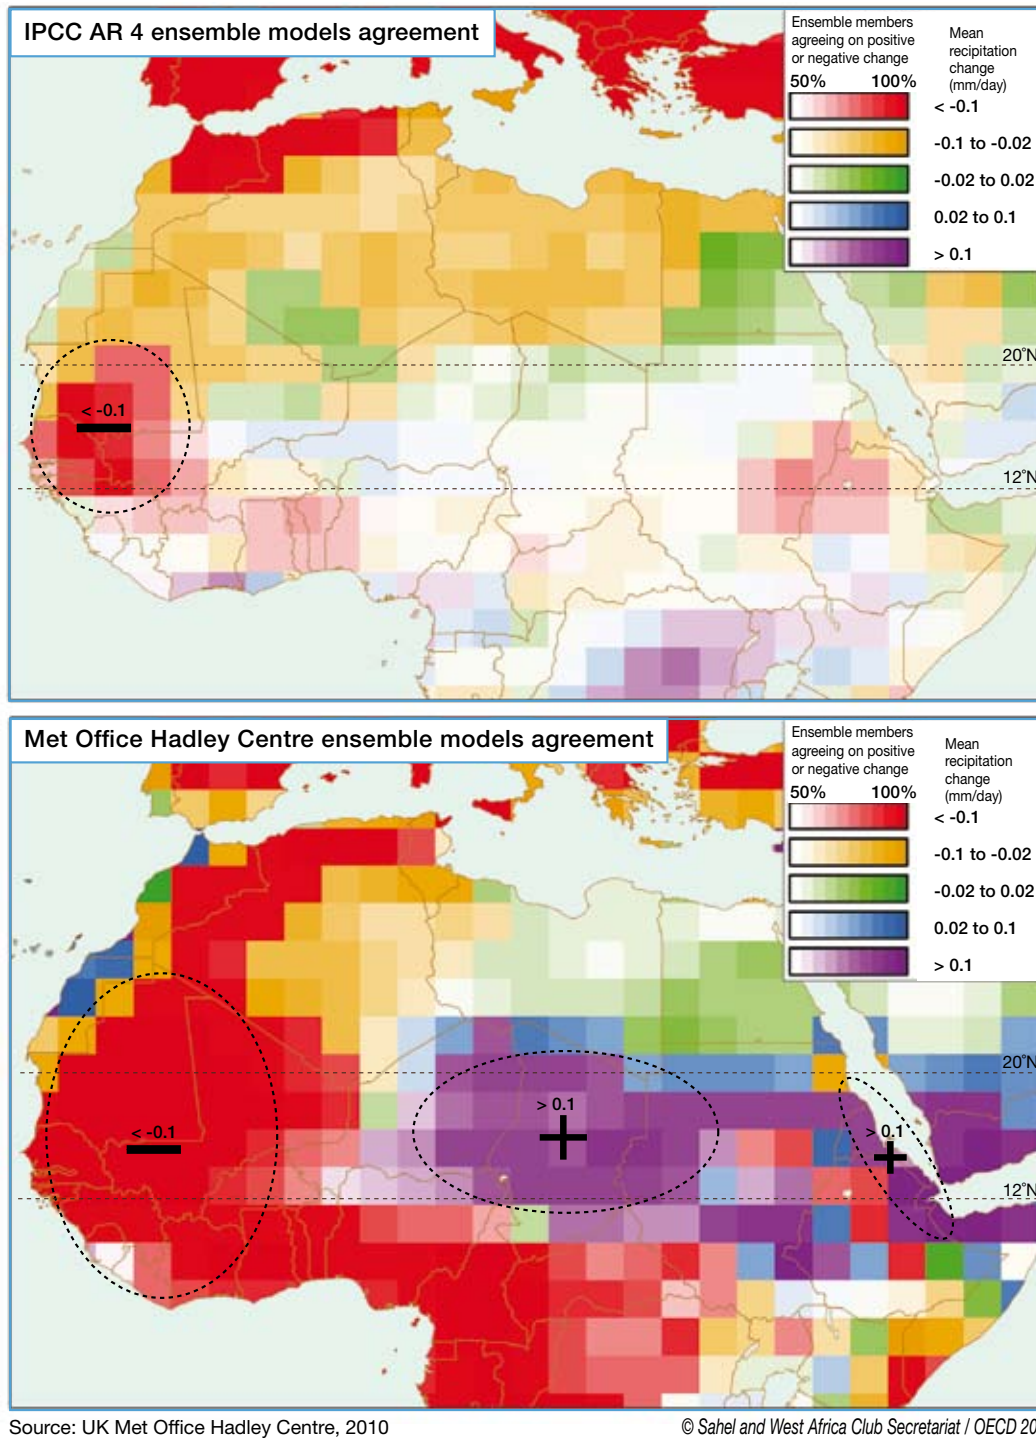 IPCC AR 4 ensemble models agreement
Ensemble members
agreeing on positive
or negative change
50% 100%
Mean
recipitation
change
(mm/day)
< -0.1
-0.1 to -0.02
-0.02 to 0.02
0.02 to 0.1
> 0.1
20°N
< -0.1
12°N
Met Office Hadley Centre ensemble models agreement
Ensemble members
agreeing on positive
or negative change
50% 100%
Mean
recipitation
change
(mm/day)
< -0.1
-0.1 to -0.02
-0.02 to 0.02
0.02 to 0.1
> 0.1
20°N
> 0.1
< -0.1
> 0.1
12°N
Source: UK Met Office Hadley Centre, 2010
© Sahel and West Africa Club Secretariat / OECD 20